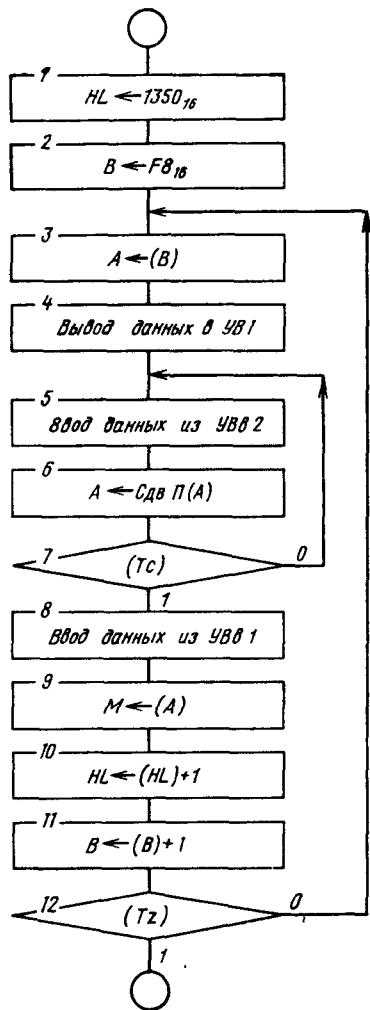 1
HL ← 1350₁₆
2
B ← F8₁₆
3
A ← (B)
4
Вывод данных в УВ1
5
Ввод данных из УВв 2
6
A ← Сдв П(A)
7
(Tc)
0
1
8
Ввод данных из УВв 1
9
M ← (A)
10
HL ← (HL)+1
11
B ← (B)+1
12
(Tz)
0
1